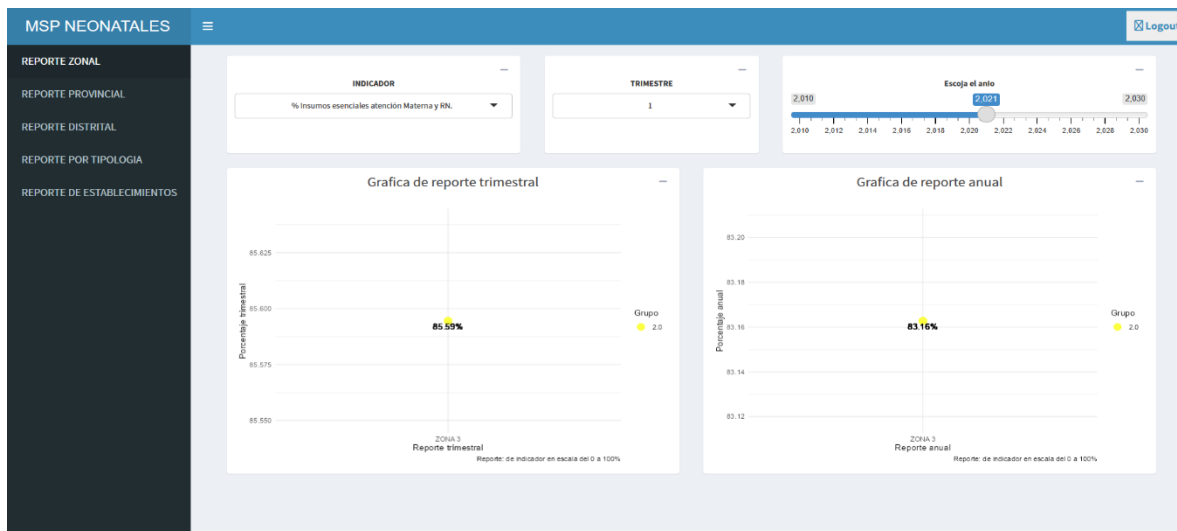 MSP NEONATALES
Logout
REPORTE ZONAL
REPORTE PROVINCIAL
REPORTE DISTRITAL
REPORTE POR TIPOLOGIA
REPORTE DE ESTABLECIMIENTOS
INDICADOR
% Insumos esenciales atención Materna y RN.
TRIMESTRE
1
Escoja el anio
2,010 2,021 2,030
2,010 2,012 2,014 2,016 2,018 2,020 2,022 2,024 2,026 2,028 2,030
Grafica de reporte trimestral
Porcentaje trimestral
85.625
85.600
85.575
85.550
85.59%
Grupo
2.0
ZONA 3
Reporte trimestral
Reporte: de indicador en escala del 0 a 100%
Grafica de reporte anual
Porcentaje anual
83.20
83.18
83.16
83.14
83.12
83.16%
Grupo
2.0
ZONA 3
Reporte anual
Reporte: de indicador en escala del 0 a 100%